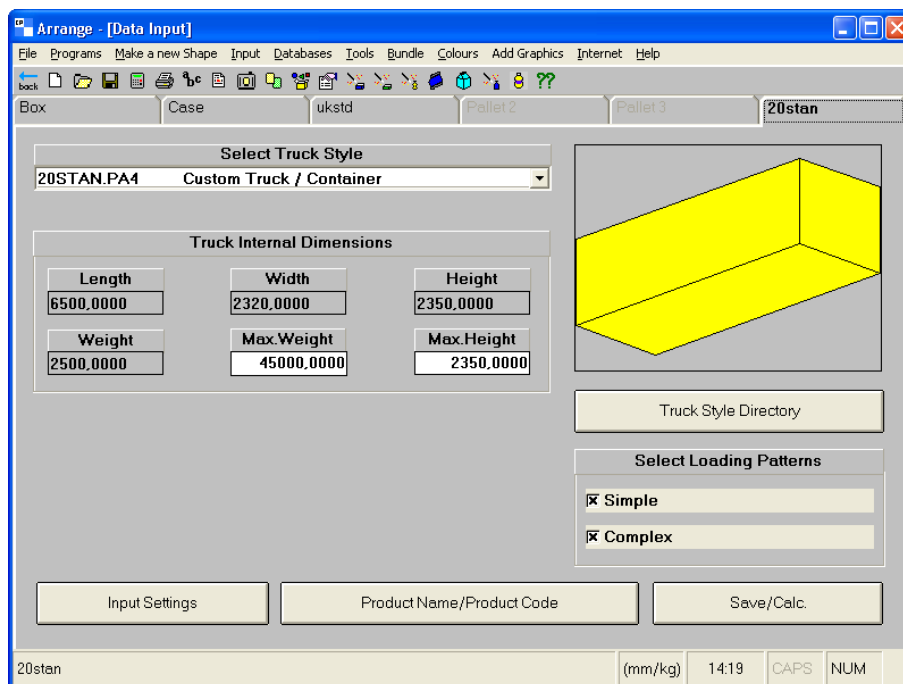 Arrange - [Data Input]
File Programs Make a new Shape Input Databases Tools Bundle Colours Add Graphics Internet Help
back abc ??
Box Case ukstd Pallet 2 Pallet 3 20stan
Select Truck Style
20STAN.PA4 Custom Truck / Container
Truck Internal Dimensions
Length Width Height
6500,0000 2320,0000 2350,0000
Weight Max.Weight Max.Height
2500,0000 45000,0000 2350,0000
Truck Style Directory
Select Loading Patterns
Simple
Complex
Input Settings Product Name/Product Code Save/Calc.
20stan (mm/kg) 14:19 CAPS NUM